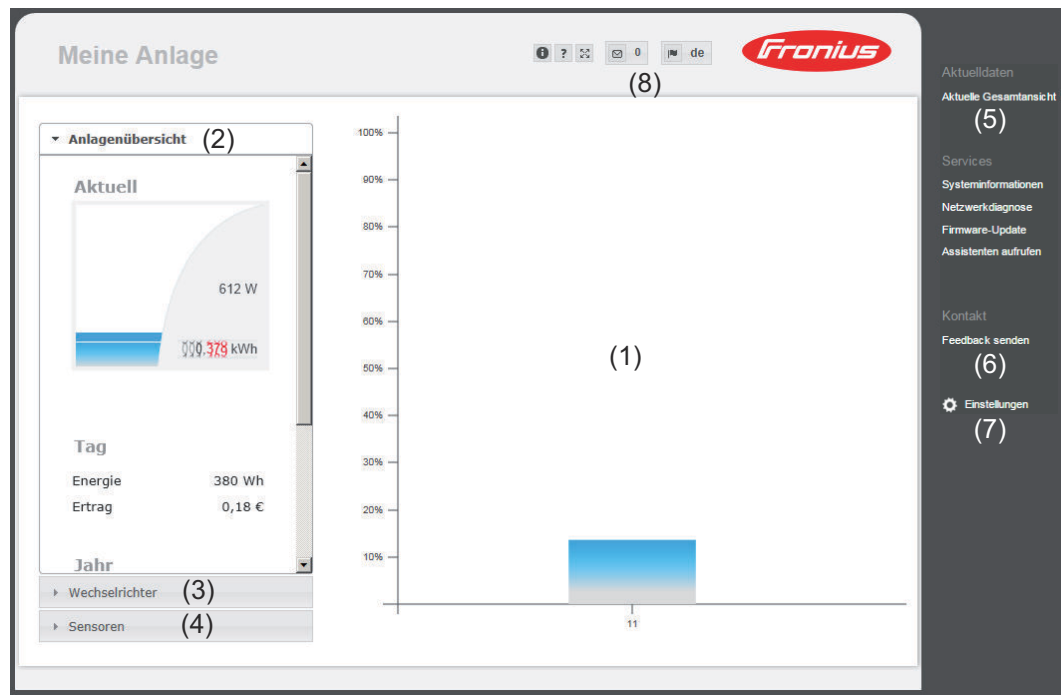 Meine Anlage
i ? 0 de
Fronius
(8)
Anlagenübersicht (2)
Aktuell
612 W
000.379 kWh
Tag
Energie 380 Wh
Ertrag 0,18 €
Jahr
Wechselrichter (3)
Sensoren (4)
100%
90%
80%
70%
60%
50%
40%
30%
20%
10%
(1)
11
Aktuelldaten
Aktuelle Gesamtansicht
(5)
Services
Systeminformationen
Netzwerkdiagnose
Firmware-Update
Assistenten aufrufen
Kontakt
Feedback senden
(6)
Einstellungen
(7)